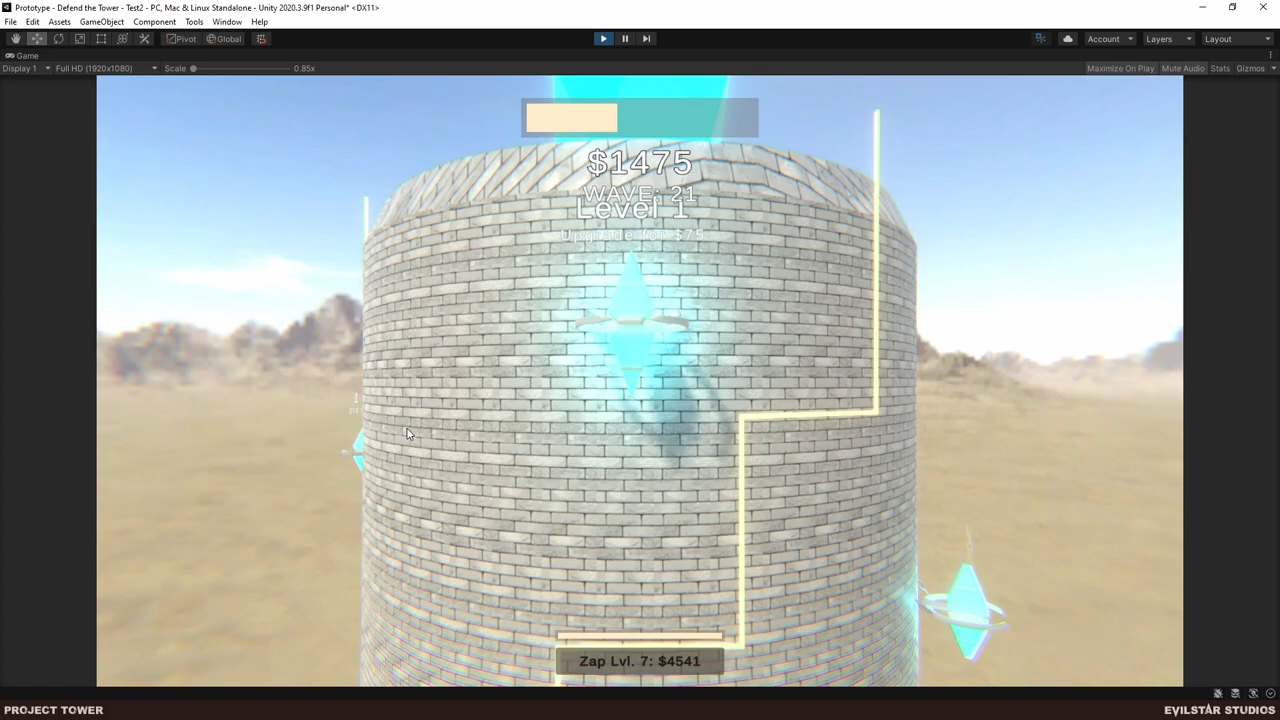 Prototype - Defend the Tower - Test2 - PC, Mac & Linux Standalone - Unity 2020.3.9f1 Personal* <DX11>
File Edit Assets GameObject Component Tools Window Help
Pivot Global Account Layers Layout
Game
Display 1 Full HD (1920x1080) Scale 0.85x Maximize On Play Mute Audio Stats Gizmos
$1475
WAVE: 21
Level 1
Upgrade for $75
Zap Lvl. 7: $4541
PROJECT TOWER EVILSTAR STUDIOS